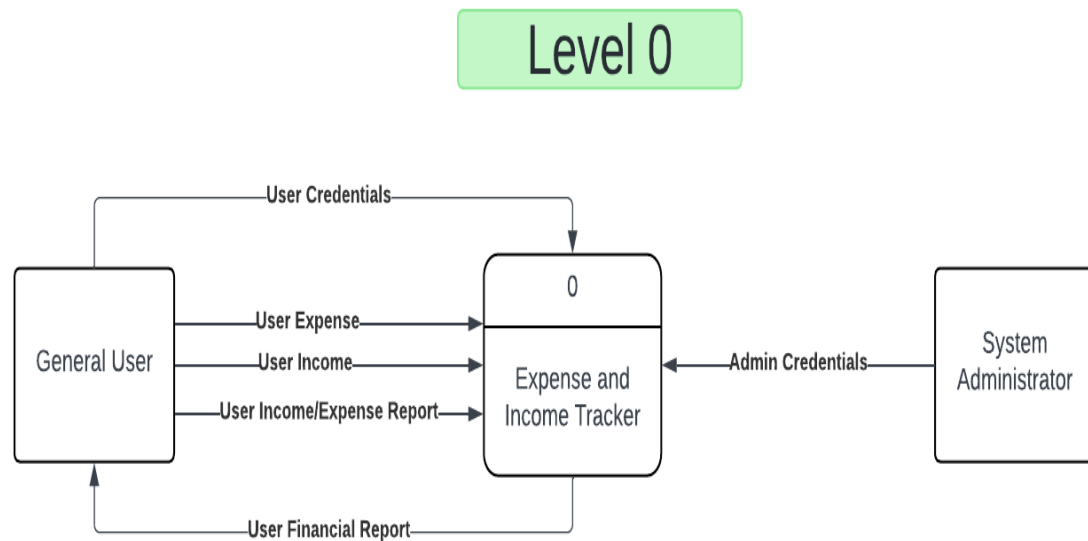 Level 0
User Credentials
0
User Expense
User Income
User Income/Expense Report
General User
Expense and
Income Tracker
Admin Credentials
System
Administrator
User Financial Report